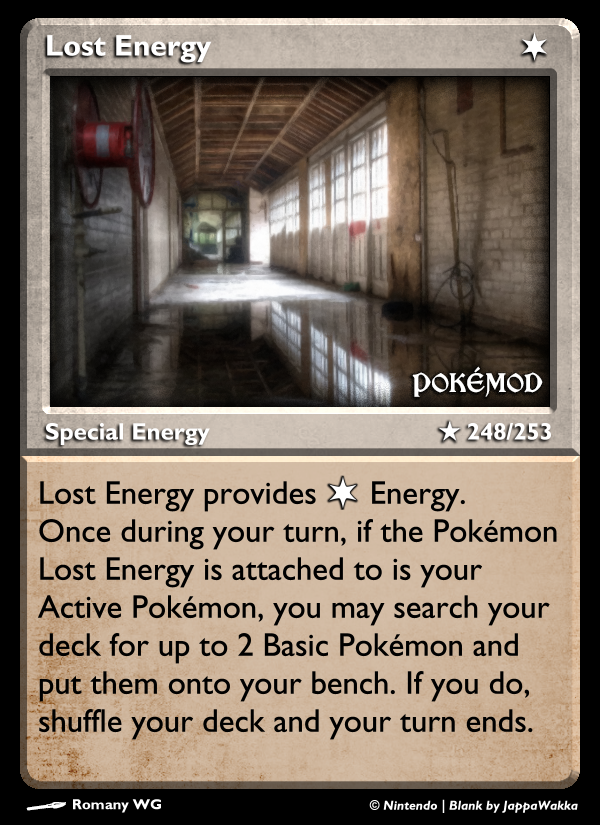 Lost Energy
POKÉMOD
Special Energy ★ 248/253
Lost Energy provides ✶ Energy.
Once during your turn, if the Pokémon
Lost Energy is attached to is your
Active Pokémon, you may search your
deck for up to 2 Basic Pokémon and
put them onto your bench. If you do,
shuffle your deck and your turn ends.
Romany WG © Nintendo | Blank by JappaWakka